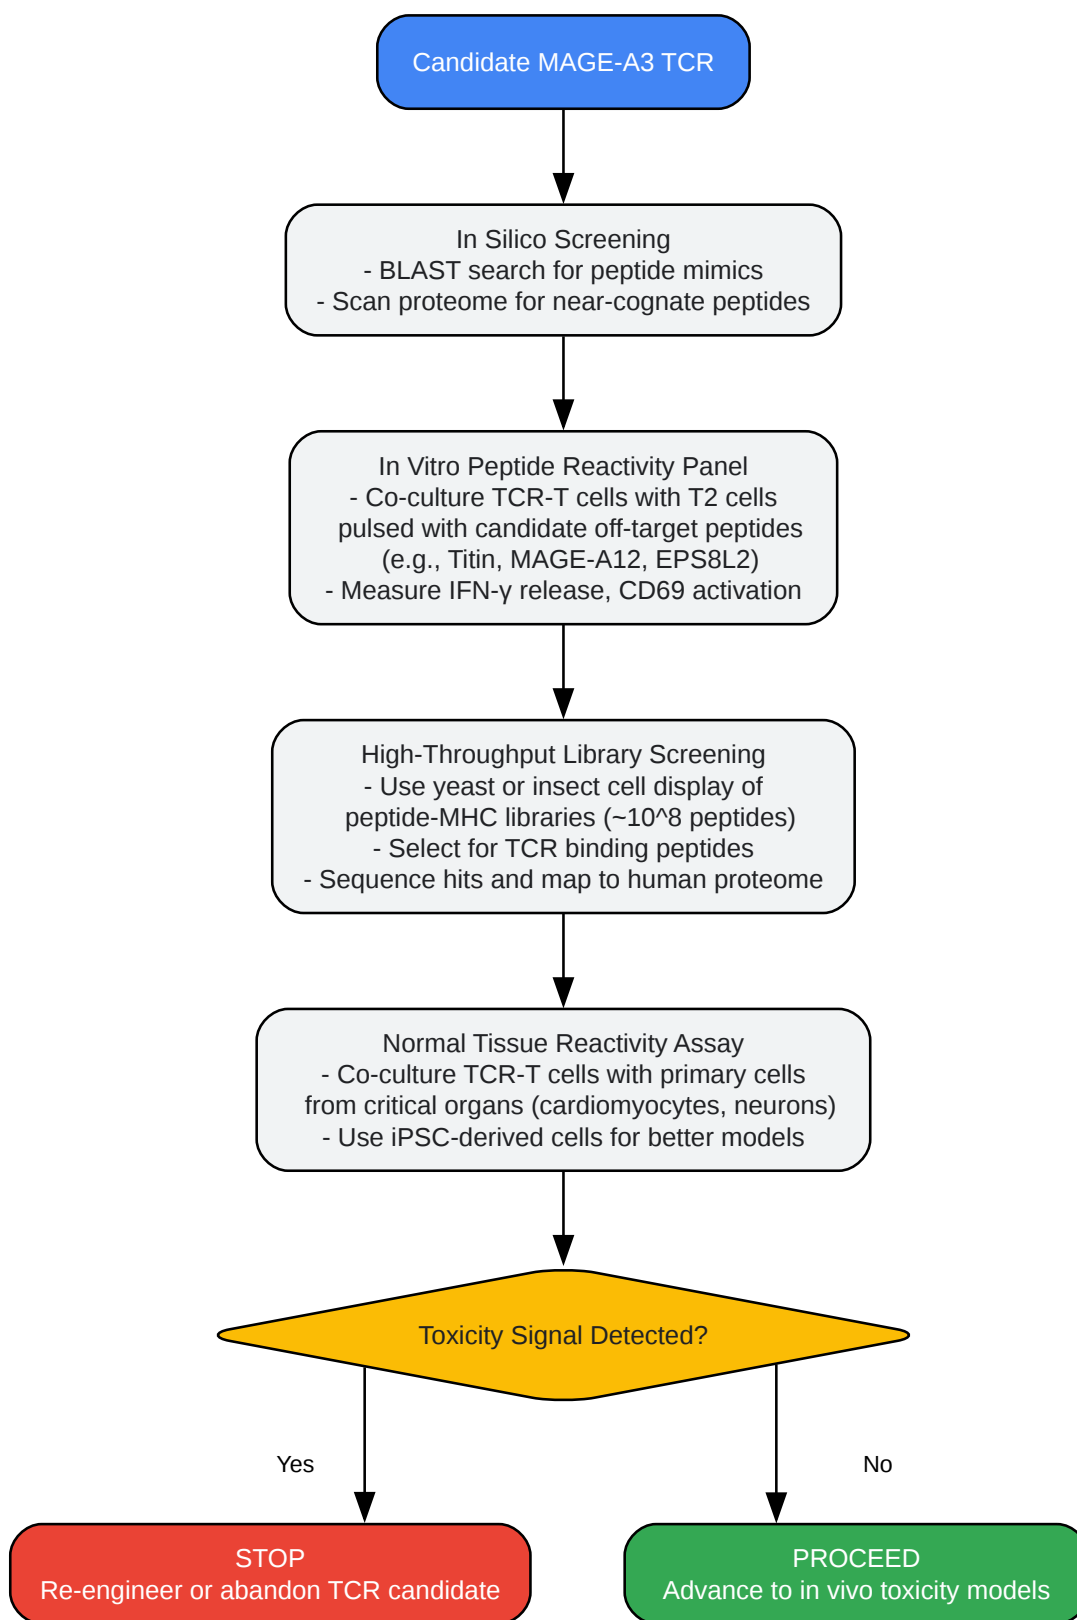 Candidate MAGE-A3 TCR
In Silico Screening
- BLAST search for peptide mimics
- Scan proteome for near-cognate peptides
In Vitro Peptide Reactivity Panel
- Co-culture TCR-T cells with T2 cells
pulsed with candidate off-target peptides
(e.g., Titin, MAGE-A12, EPS8L2)
- Measure IFN-γ release, CD69 activation
High-Throughput Library Screening
- Use yeast or insect cell display of
peptide-MHC libraries (~10^8 peptides)
- Select for TCR binding peptides
- Sequence hits and map to human proteome
Normal Tissue Reactivity Assay
- Co-culture TCR-T cells with primary cells
from critical organs (cardiomyocytes, neurons)
- Use iPSC-derived cells for better models
Toxicity Signal Detected?
Yes
No
STOP
Re-engineer or abandon TCR candidate
PROCEED
Advance to in vivo toxicity models